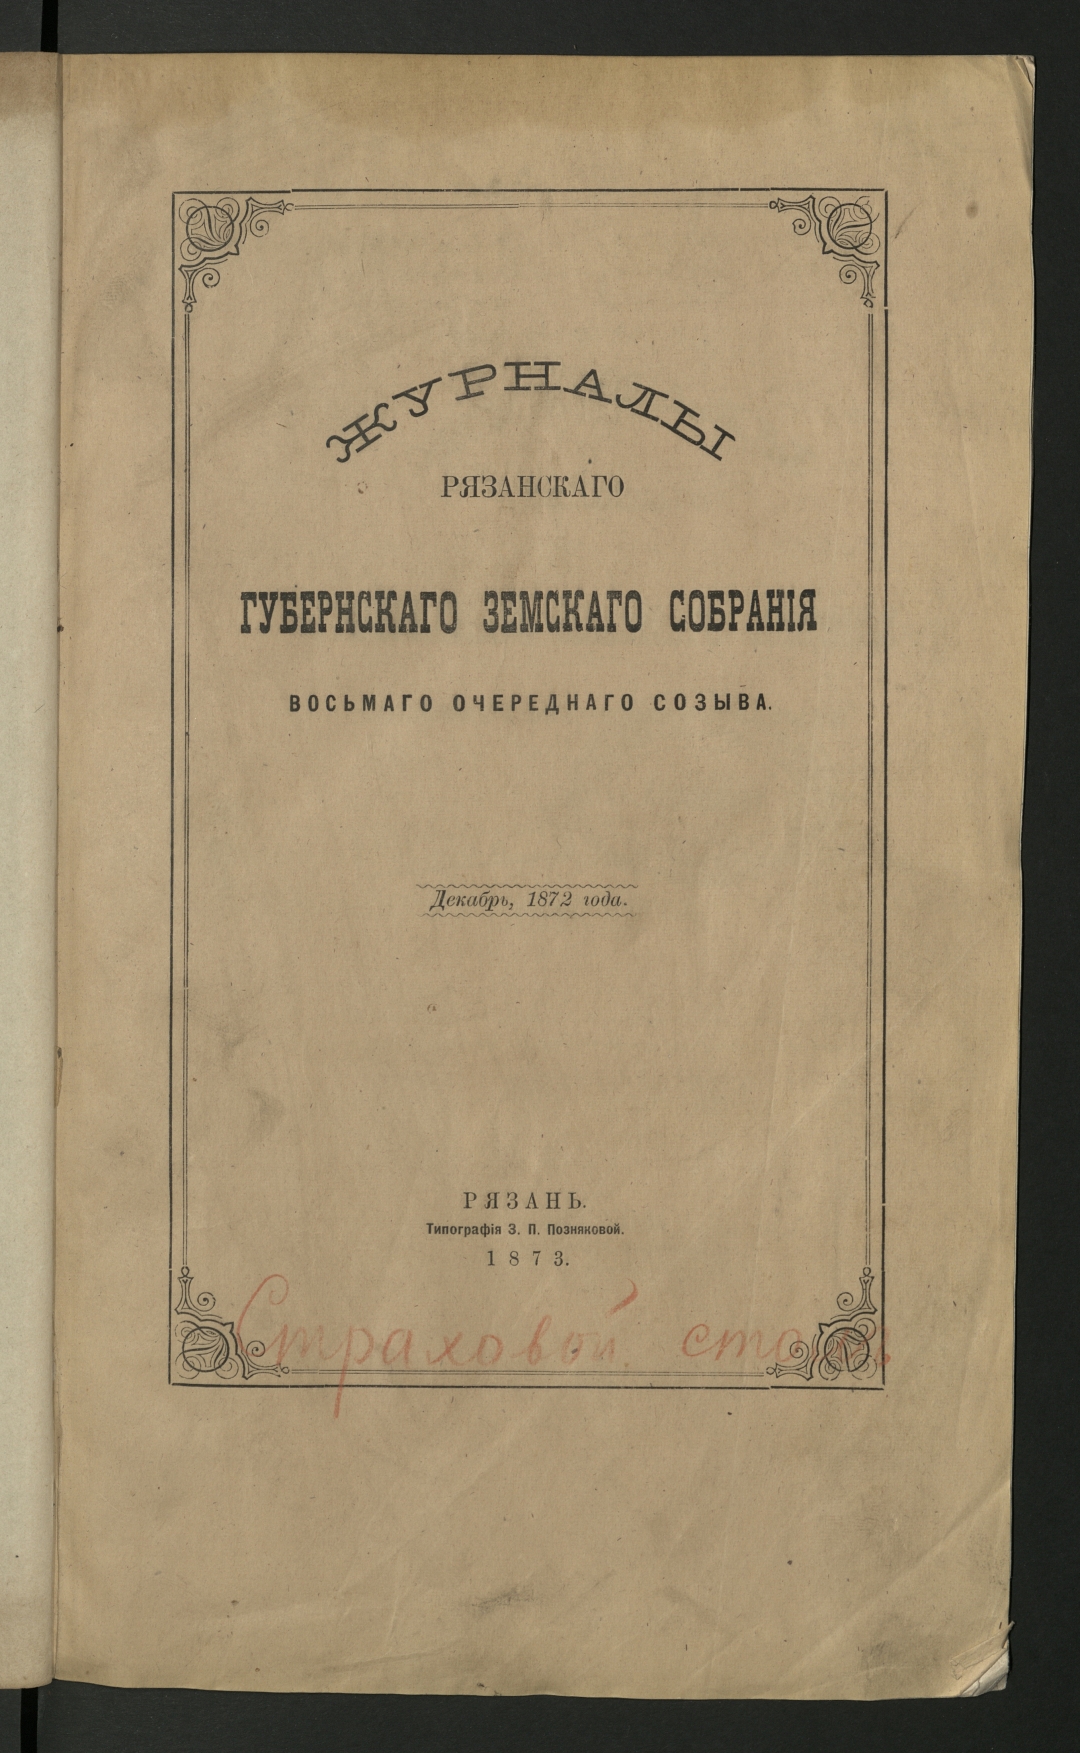 ЖУРНАЛЫ
РЯЗАНСКАГО
ГУБЕРНСКАГО ЗЕМСКАГО СОБРАНІЯ
ВОСЬМАГО ОЧЕРЕДНАГО СОЗЫВА.
Декабрь, 1872 года.
РЯЗАНЬ.
Типографія З. П. Позняковой.
1873.
Страховой